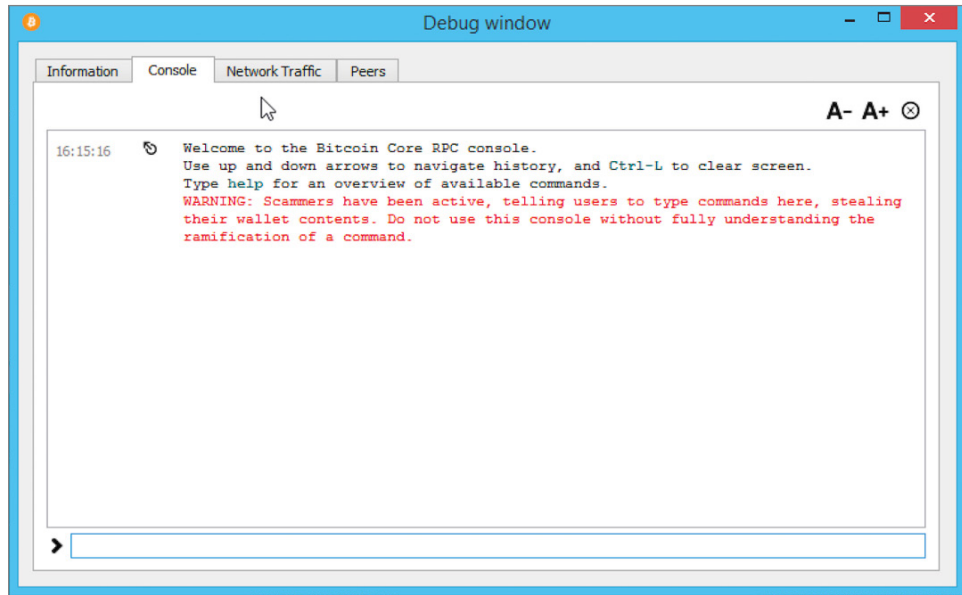 Debug window
Information Console Network Traffic Peers
A- A+
16:15:16 Welcome to the Bitcoin Core RPC console.
Use up and down arrows to navigate history, and Ctrl-L to clear screen.
Type help for an overview of available commands.
WARNING: Scammers have been active, telling users to type commands here, stealing
their wallet contents. Do not use this console without fully understanding the
ramification of a command.